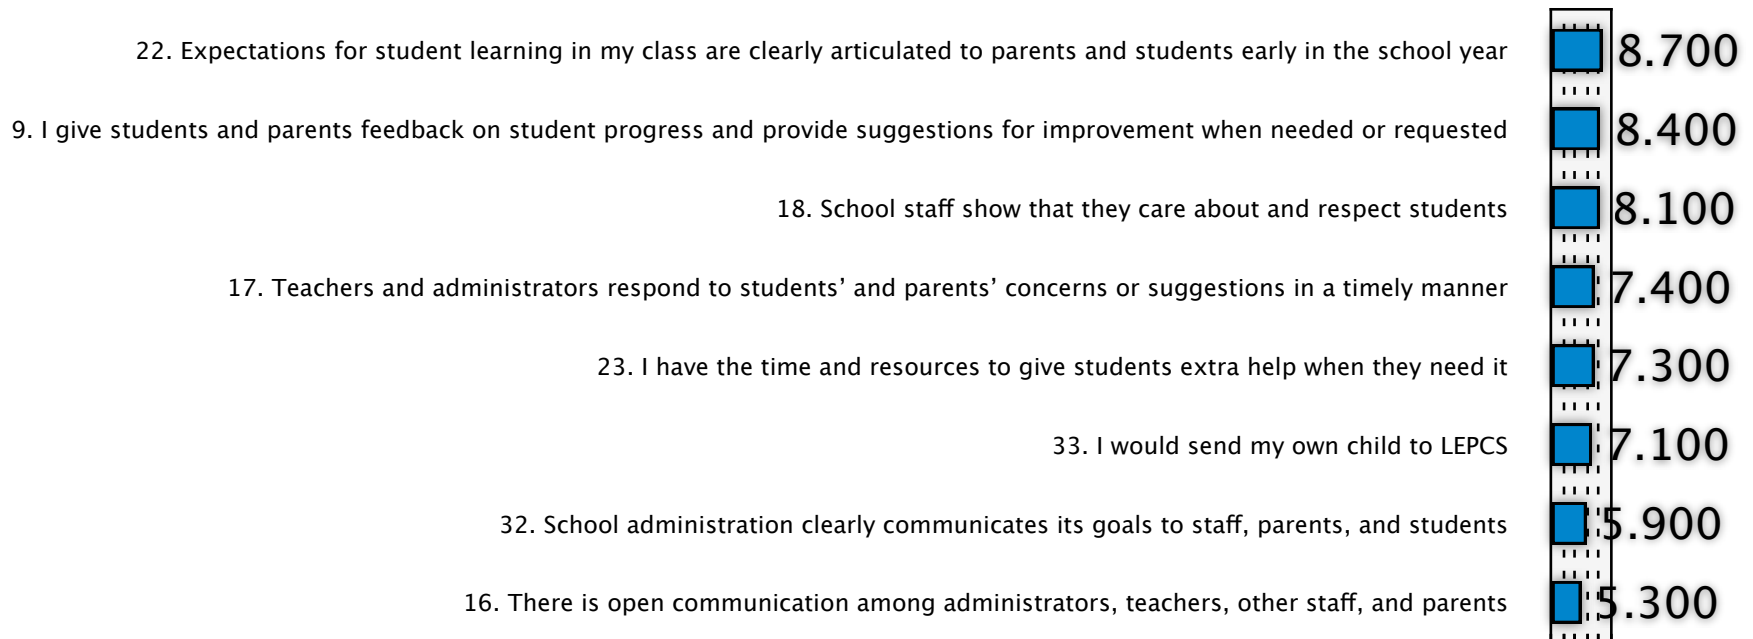 22. Expectations for student learning in my class are clearly articulated to parents and students early in the school year 8.700
9. I give students and parents feedback on student progress and provide suggestions for improvement when needed or requested 8.400
18. School staff show that they care about and respect students 8.100
17. Teachers and administrators respond to students’ and parents’ concerns or suggestions in a timely manner 7.400
23. I have the time and resources to give students extra help when they need it 7.300
33. I would send my own child to LEPCS 7.100
32. School administration clearly communicates its goals to staff, parents, and students 5.900
16. There is open communication among administrators, teachers, other staff, and parents 5.300